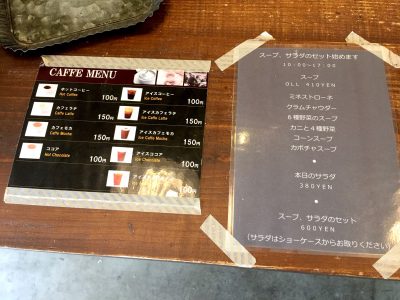 CAFFE MENU
ホットコーヒー 100円
Hot Coffee
カフェラテ 150円
Caffe Latte
カフェモカ 150円
Caffe Mocha
ココア 100円
Hot Chocolate
アイスコーヒー 100円
Ice Coffee
アイスカフェラテ 150円
Ice Caffe Latte
アイスカフェモカ 150円
Ice Caffe Mocha
アイスココア 100円
Ice Chocolate
100円
スープ、サラダのセット始めます
10:00~17:00
スープ
OLL 410YEN
ミネストローネ
クラムチャウダー
6種野菜のスープ
カニと4種野菜
コーンスープ
カボチャスープ
*
本日のサラダ
380YEN
*
スープ、サラダのセット
600YEN
(サラダはショーケースからお取りください)